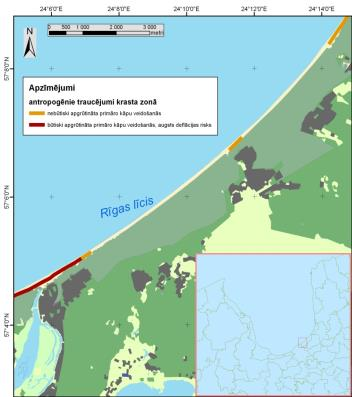 24°6'0"E 24°8'0"E 24°10'0"E 24°12'0"E 24°14'0"E
N
0 500 1 000 2 000 3 000
metri
57°8'0"N
Apzīmējumi
antropogēnie traucējumi krasta zonā
nebūtiski apgrūtināta primāro kāpu veidošanās
būtiski apgrūtināta primāro kāpu veidošanās, augsts deflācijas risks
57°6'0"N
Rīgas līcis
57°4'0"N